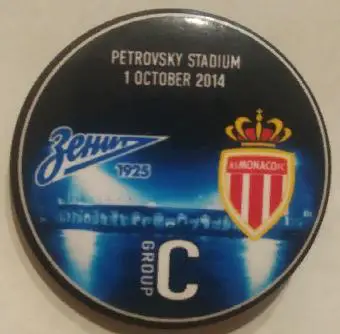 PETROVSKY STADIUM
1 OCTOBER 2014
Зенит
1925
AS MONACO FC
GROUP
C